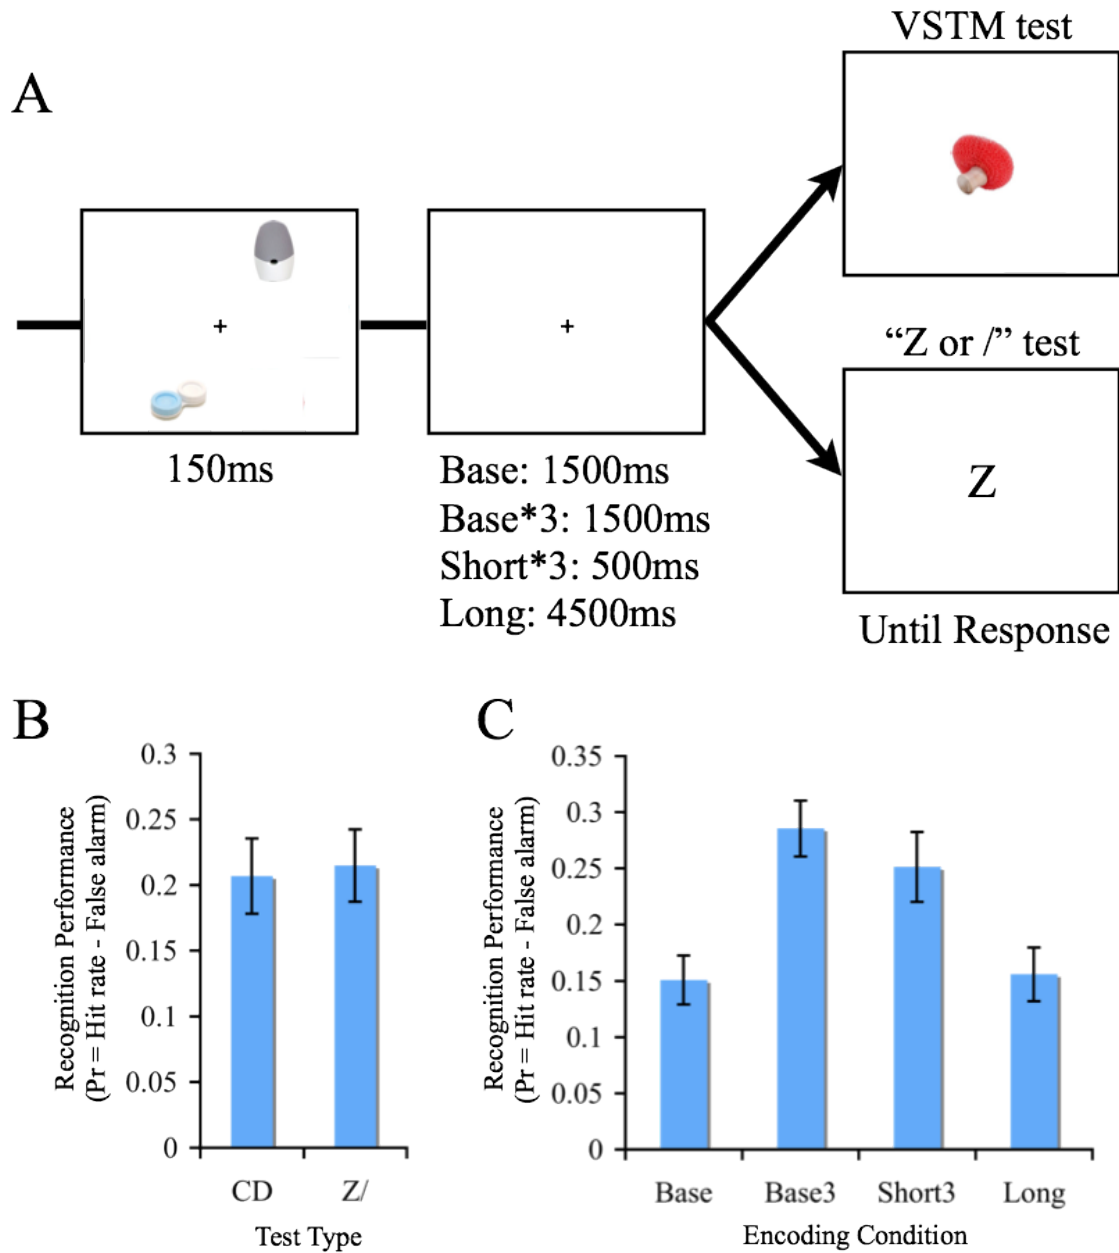 A
VSTM test
+
+
150ms
Base: 1500ms
Base*3: 1500ms
Short*3: 500ms
Long: 4500ms
“Z or /” test
Z
Until Response
B
Recognition Performance
(Pr = Hit rate - False alarm)
0.3
0.25
0.2
0.15
0.1
0.05
0
CD
Z/
Test Type
C
Recognition Performance
(Pr = Hit rate - False alarm)
0.35
0.3
0.25
0.2
0.15
0.1
0.05
0
Base
Base3
Short3
Long
Encoding Condition